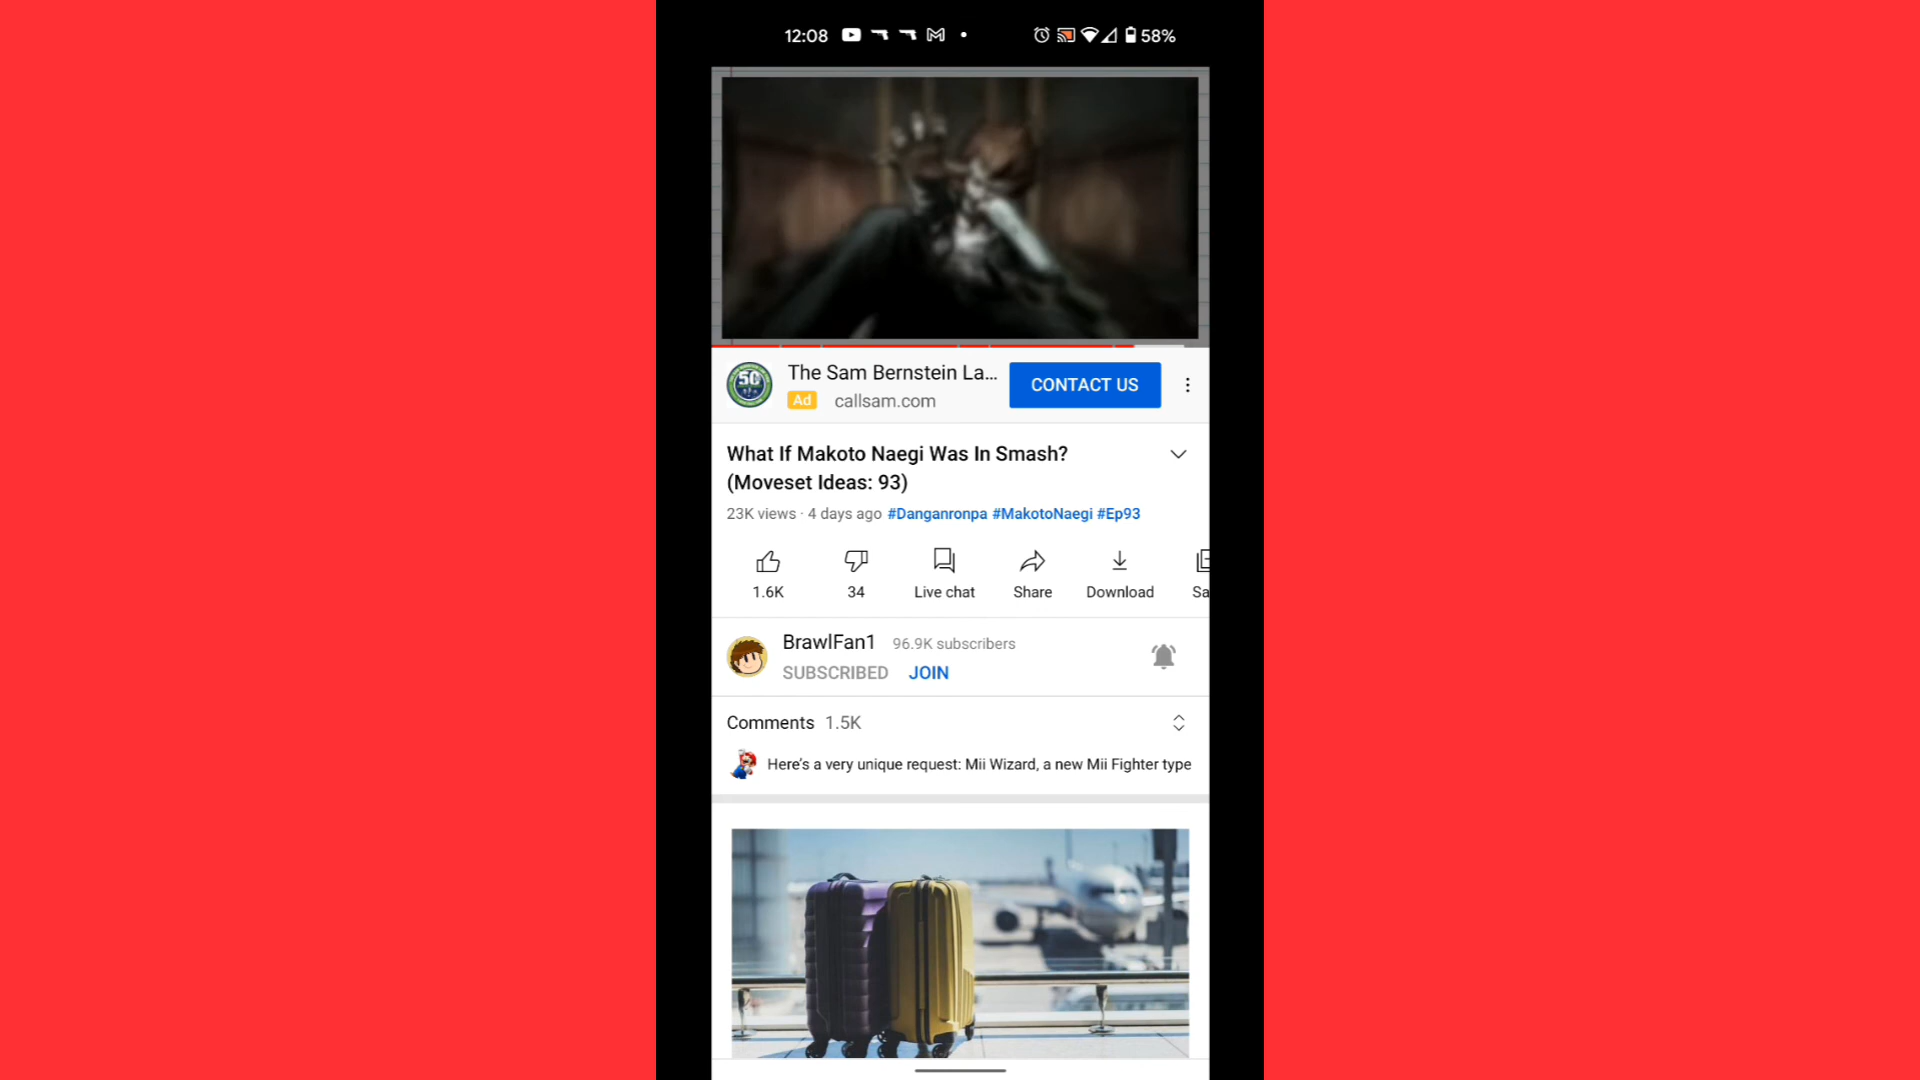 12:08
58%
50
The Sam Bernstein La...
CONTACT US
Ad callsam.com
What If Makoto Naegi Was In Smash?
(Moveset Ideas: 93)
23K views · 4 days ago #Danganronpa #MakotoNaegi #Ep93
1.6K 34 Live chat Share Download Sa
BrawlFan1 96.9K subscribers
SUBSCRIBED JOIN
Comments 1.5K
Here's a very unique request: Mii Wizard, a new Mii Fighter type